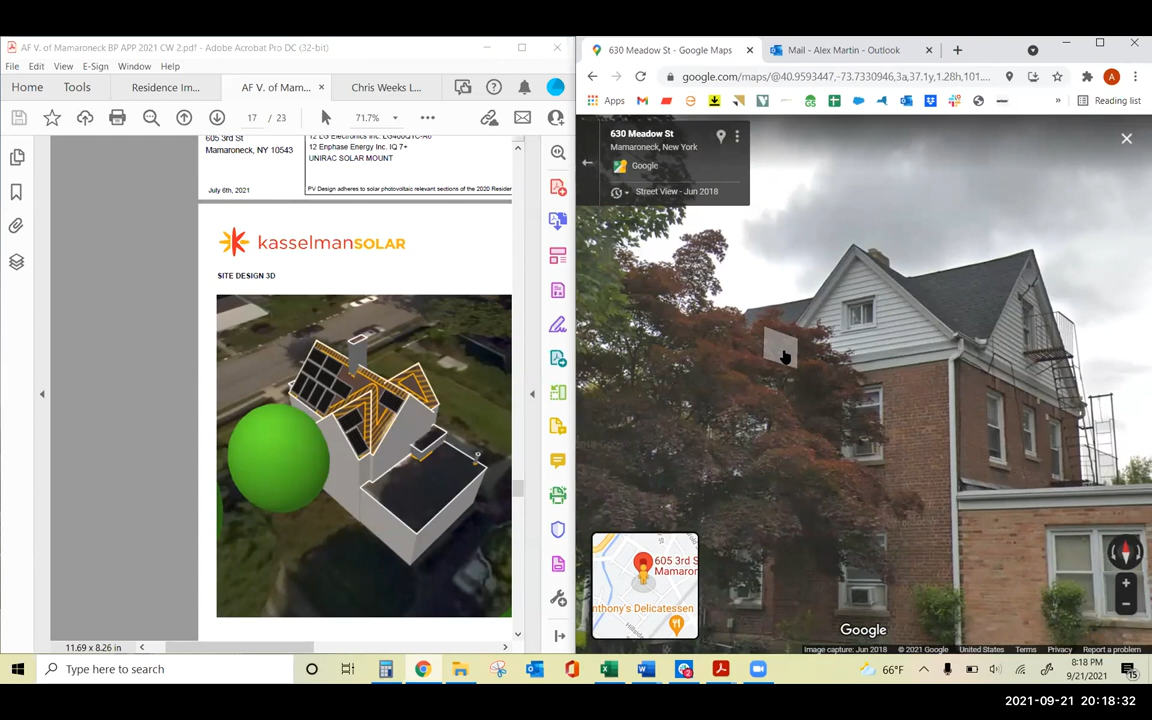 AF V. of Mamaroneck BP APP 2021 CW 2.pdf - Adobe Acrobat Pro DC (32-bit)
File Edit View E-Sign Window Help
Home Tools Residence Im... AF V. of Mam... × Chris Weeks L...
17 / 23 71.7%
605 3rd St
Mamaroneck, NY 10543
July 6th, 2021
12 Enphase Energy Inc. IQ 7+
UNIRAC SOLAR MOUNT
PV Design adheres to solar photovoltaic relevant sections of the 2020 Resider
kasselmanSOLAR
SITE DESIGN 3D
11.69 x 8.26 in
630 Meadow St - Google Maps
Mail - Alex Martin - Outlook
google.com/maps/@40.9593447,-73.7330946,3a,37.1y,1.28h,101....
A
Apps
Reading list
630 Meadow St
Mamaroneck, New York
Google
Street View - Jun 2018
605 3rd S
Mamaron
nthony's Delicatessen
Google
Image capture: Jun 2018 © 2021 Google United States Terms Privacy Report a problem
Type here to search
66°F
8:18 PM
9/21/2021
15
2021-09-21 20:18:32